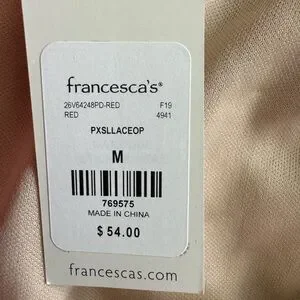 francesca's®
26V64248PD-RED F19
RED 4941
PXSLLACEOP
M
769575
MADE IN CHINA
$ 54.00
francescas.com